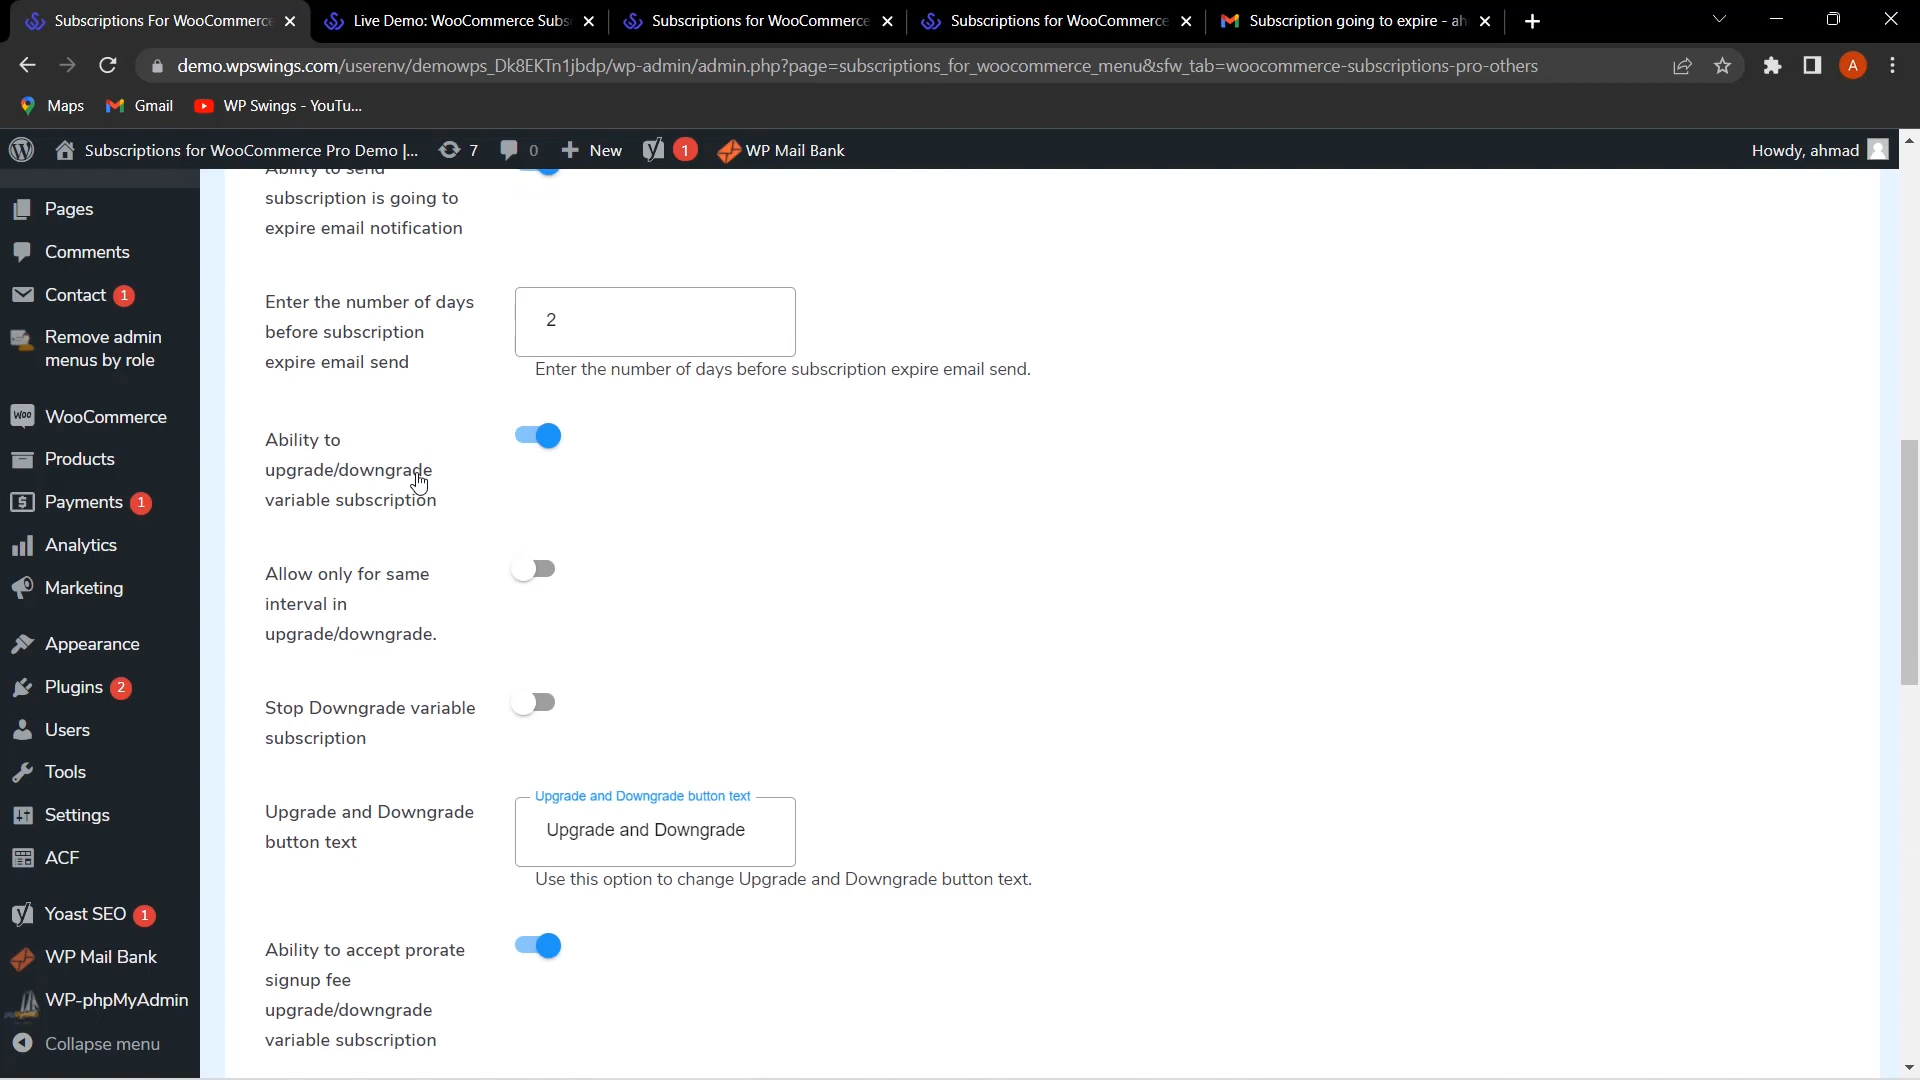 Subscriptions For WooCommerce
Live Demo: WooCommerce Subs
Subscriptions for WooCommerce
Subscriptions for WooCommerce
Subscription going to expire - ah
demo.wpswings.com/userenv/demowps_Dk8EKTn1jbdp/wp-admin/admin.php?page=subscriptions_for_woocommerce_menu&sfw_tab=woocommerce-subscriptions-pro-others
A
Maps
Gmail
WP Swings - YouTu...
Subscriptions for WooCommerce Pro Demo |...
7
0
New
1
WP Mail Bank
Howdy, ahmad
Pages
Comments
Contact 1
Remove admin
menus by role
Woo WooCommerce
Products
Payments 1
Analytics
Marketing
Appearance
Plugins 2
Users
Tools
Settings
ACF
Yoast SEO 1
WP Mail Bank
WP-phpMyAdmin
Collapse menu
Ability to send
subscription is going to
expire email notification
Enter the number of days
before subscription
expire email send
2
Enter the number of days before subscription expire email send.
Ability to
upgrade/downgrade
variable subscription
Allow only for same
interval in
upgrade/downgrade.
Stop Downgrade variable
subscription
Upgrade and Downgrade
button text
Upgrade and Downgrade button text
Upgrade and Downgrade
Use this option to change Upgrade and Downgrade button text.
Ability to accept prorate
signup fee
upgrade/downgrade
variable subscription